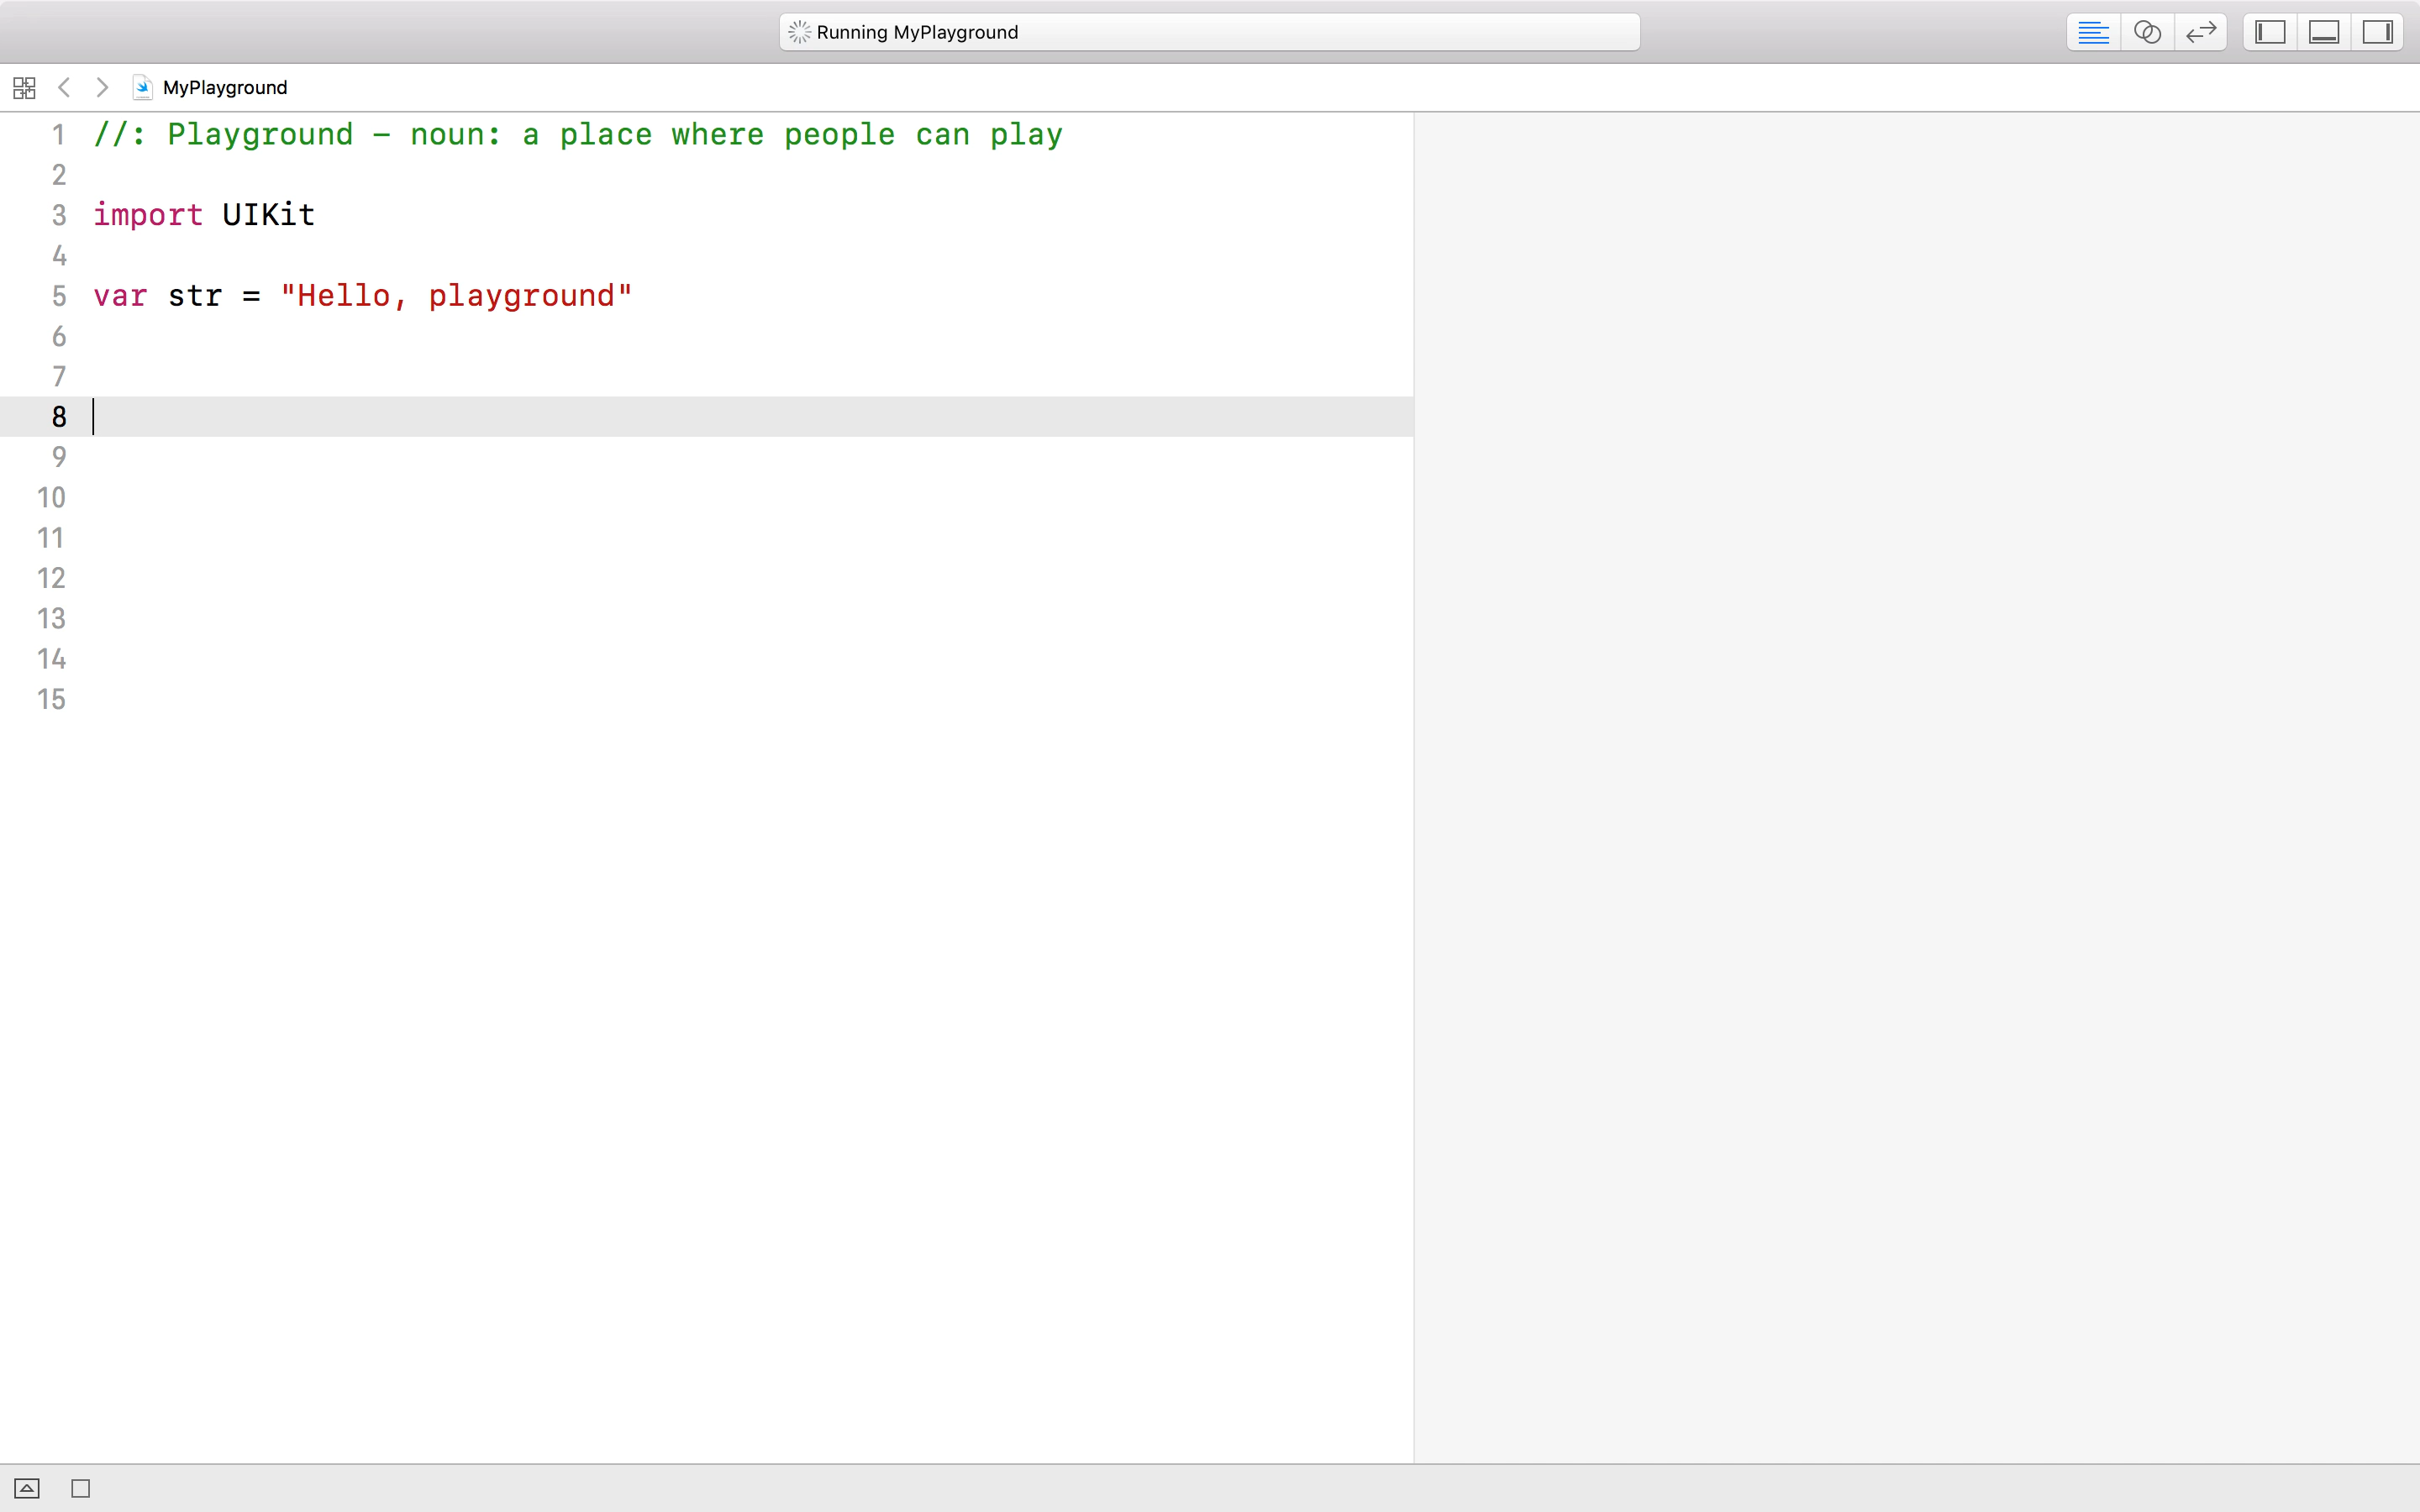 Running MyPlayground
MyPlayground
1 //: Playground – noun: a place where people can play
2
3 import UIKit
4
5 var str = "Hello, playground"
6
7
8
9
10
11
12
13
14
15